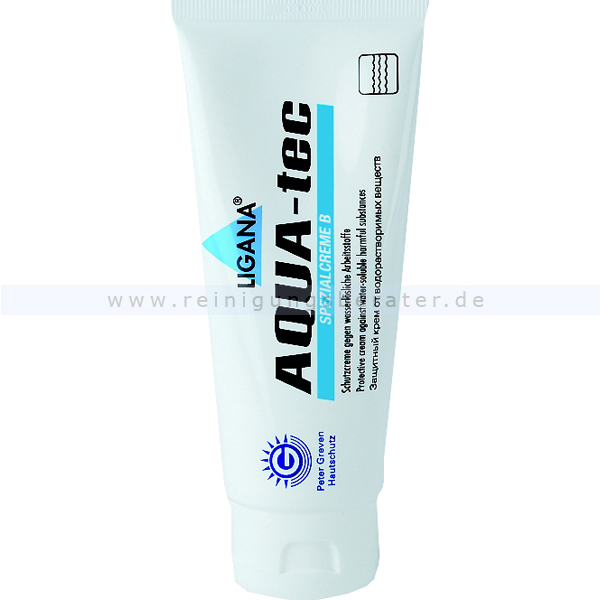 LIGANA®
AQUA-tec
SPEZIALCREME B
Schutzcreme gegen wasserlösliche Arbeitsstoffe
Protective cream against water-soluble harmful substances
Защитный крем от водорастворимых веществ
G
Peter Greven
Hautschutz
www.reinigungsberater.de